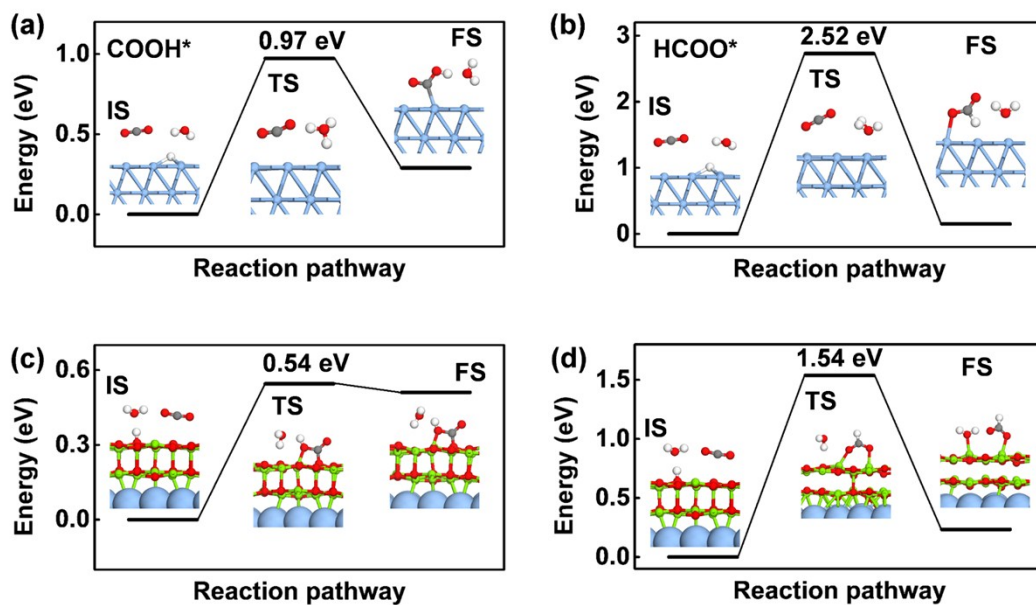 (a)
COOH*
0.97 eV
FS
IS
TS
1.0
0.5
0.0
Energy (eV)
Reaction pathway
(b)
HCOO*
2.52 eV
FS
IS
TS
3
2
1
0
Energy (eV)
Reaction pathway
(c)
0.54 eV
IS
FS
TS
0.6
0.3
0.0
Energy (eV)
Reaction pathway
(d)
1.54 eV
FS
TS
IS
1.5
1.0
0.5
0.0
Energy (eV)
Reaction pathway